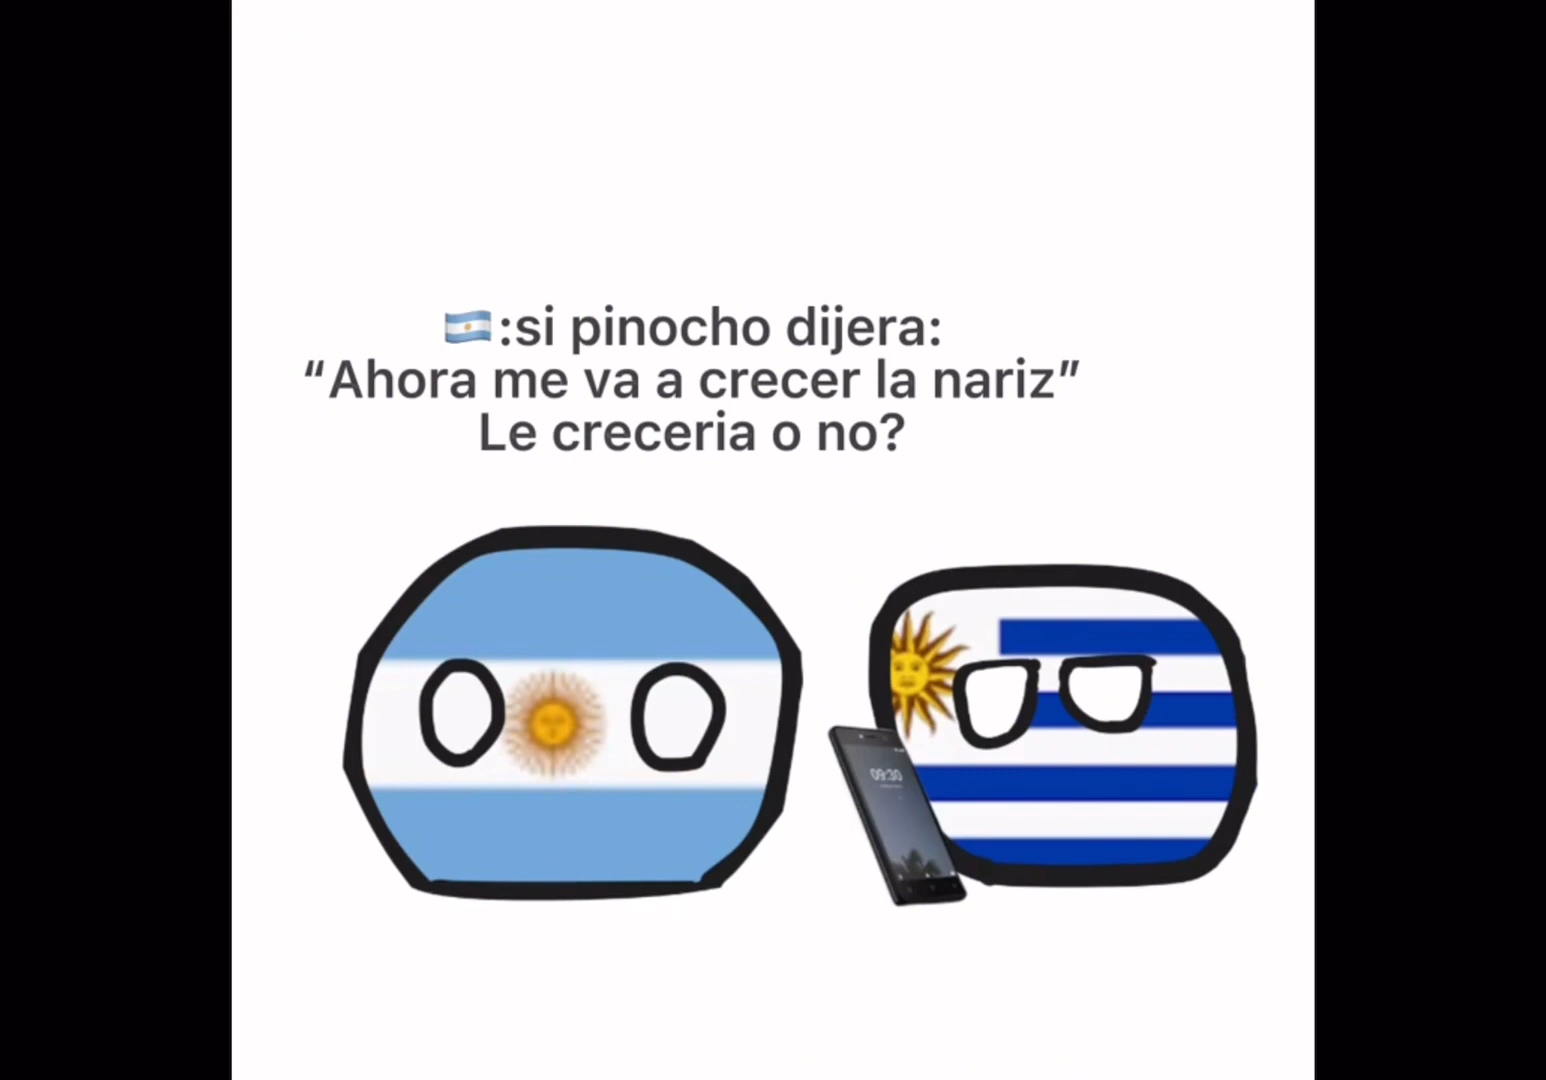 🇦🇷:si pinocho dijera:
“Ahora me va a crecer la nariz”
Le creceria o no?
09:30